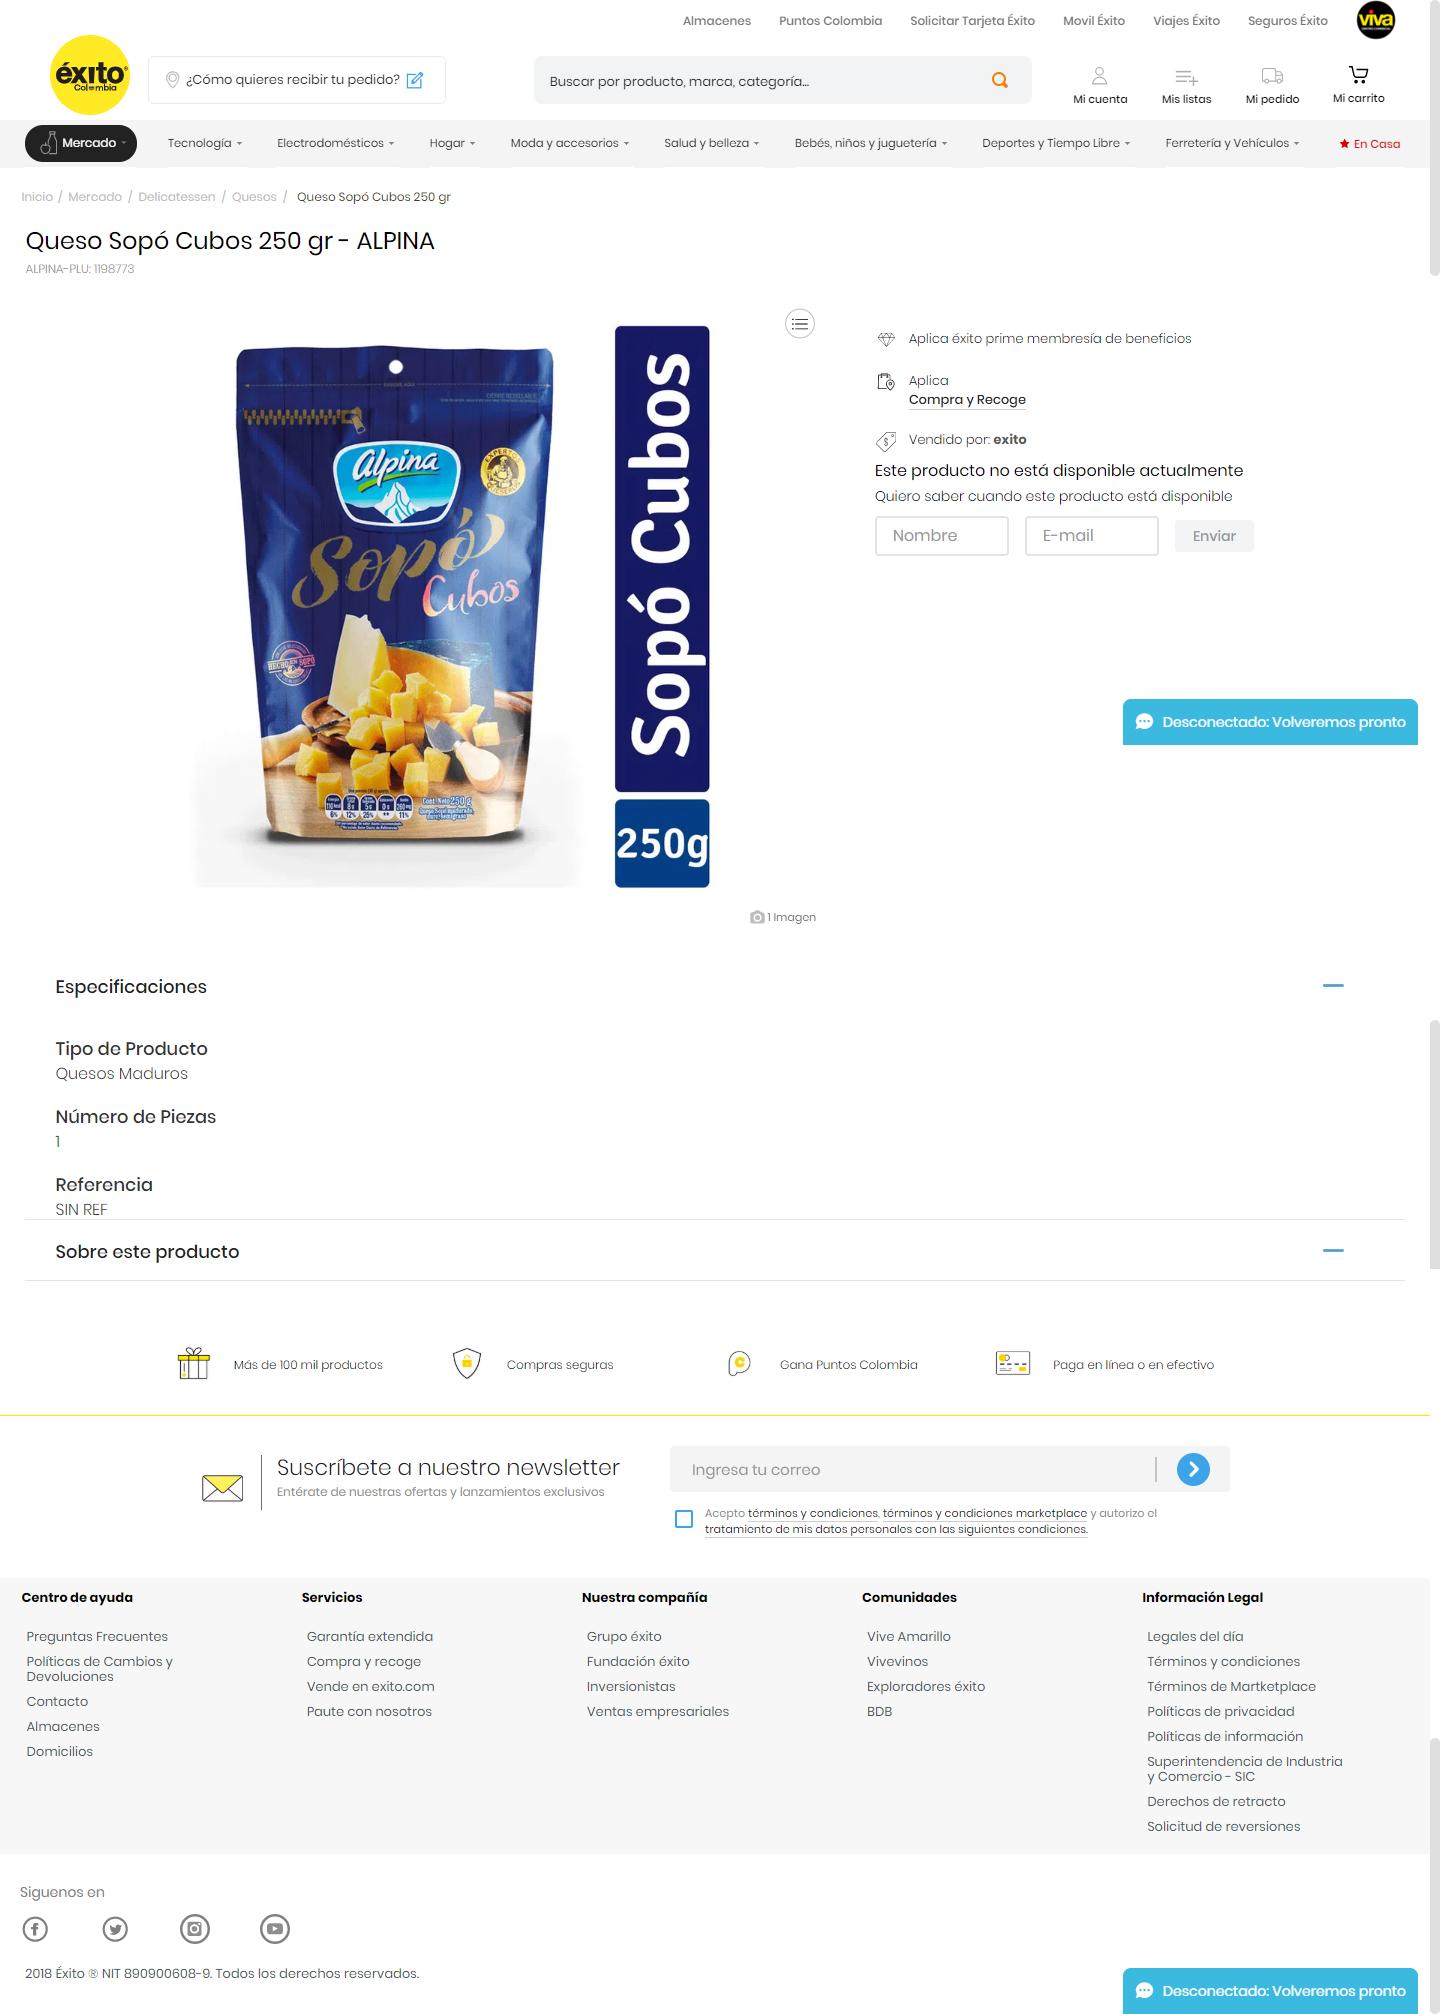 Almacenes Puntos Colombia Solicitar Tarjeta Éxito Movil Éxito Viajes Éxito Seguros Éxito viva
éxito
Colombia
¿Cómo quieres recibir tu pedido?
Buscar por producto, marca, categoría...
Mi cuenta Mis listas Mi pedido Mi carrito
Mercado Tecnología Electrodomésticos Hogar Moda y accesorios Salud y belleza Bebés, niños y juguetería Deportes y Tiempo Libre Ferretería y Vehículos En Casa
Inicio / Mercado / Delicatessen / Quesos / Queso Sopó Cubos 250 gr
Queso Sopó Cubos 250 gr - ALPINA
ALPINA-PLU: 1198773
Alpina
EXPERTOS
Sopó
Cubos
HECHO EN SOPÓ
Cont. Neto 250 g
Sopó Cubos
250g
1 Imagen
Aplica éxito prime membresía de beneficios
Aplica
Compra y Recoge
Vendido por: exito
Este producto no está disponible actualmente
Quiero saber cuando este producto está disponible
Nombre E-mail Enviar
Desconectado: Volveremos pronto
Especificaciones
Tipo de Producto
Quesos Maduros
Número de Piezas
1
Referencia
SIN REF
Sobre este producto
Más de 100 mil productos Compras seguras Gana Puntos Colombia Paga en línea o en efectivo
Suscríbete a nuestro newsletter
Entérate de nuestras ofertas y lanzamientos exclusivos
Ingresa tu correo
Acepto términos y condiciones, términos y condiciones marketplace y autorizo el
tratamiento de mis datos personales con las siguientes condiciones.
Centro de ayuda
Preguntas Frecuentes
Políticas de Cambios y
Devoluciones
Contacto
Almacenes
Domicilios
Servicios
Garantía extendida
Compra y recoge
Vende en exito.com
Paute con nosotros
Nuestra compañía
Grupo éxito
Fundación éxito
Inversionistas
Ventas empresariales
Comunidades
Vive Amarillo
Vivevinos
Exploradores éxito
BDB
Información Legal
Legales del día
Términos y condiciones
Términos de Martketplace
Políticas de privacidad
Políticas de información
Superintendencia de Industria
y Comercio - SIC
Derechos de retracto
Solicitud de reversiones
Siguenos en
2018 Éxito ® NIT 890900608-9. Todos los derechos reservados.
Desconectado: Volveremos pronto